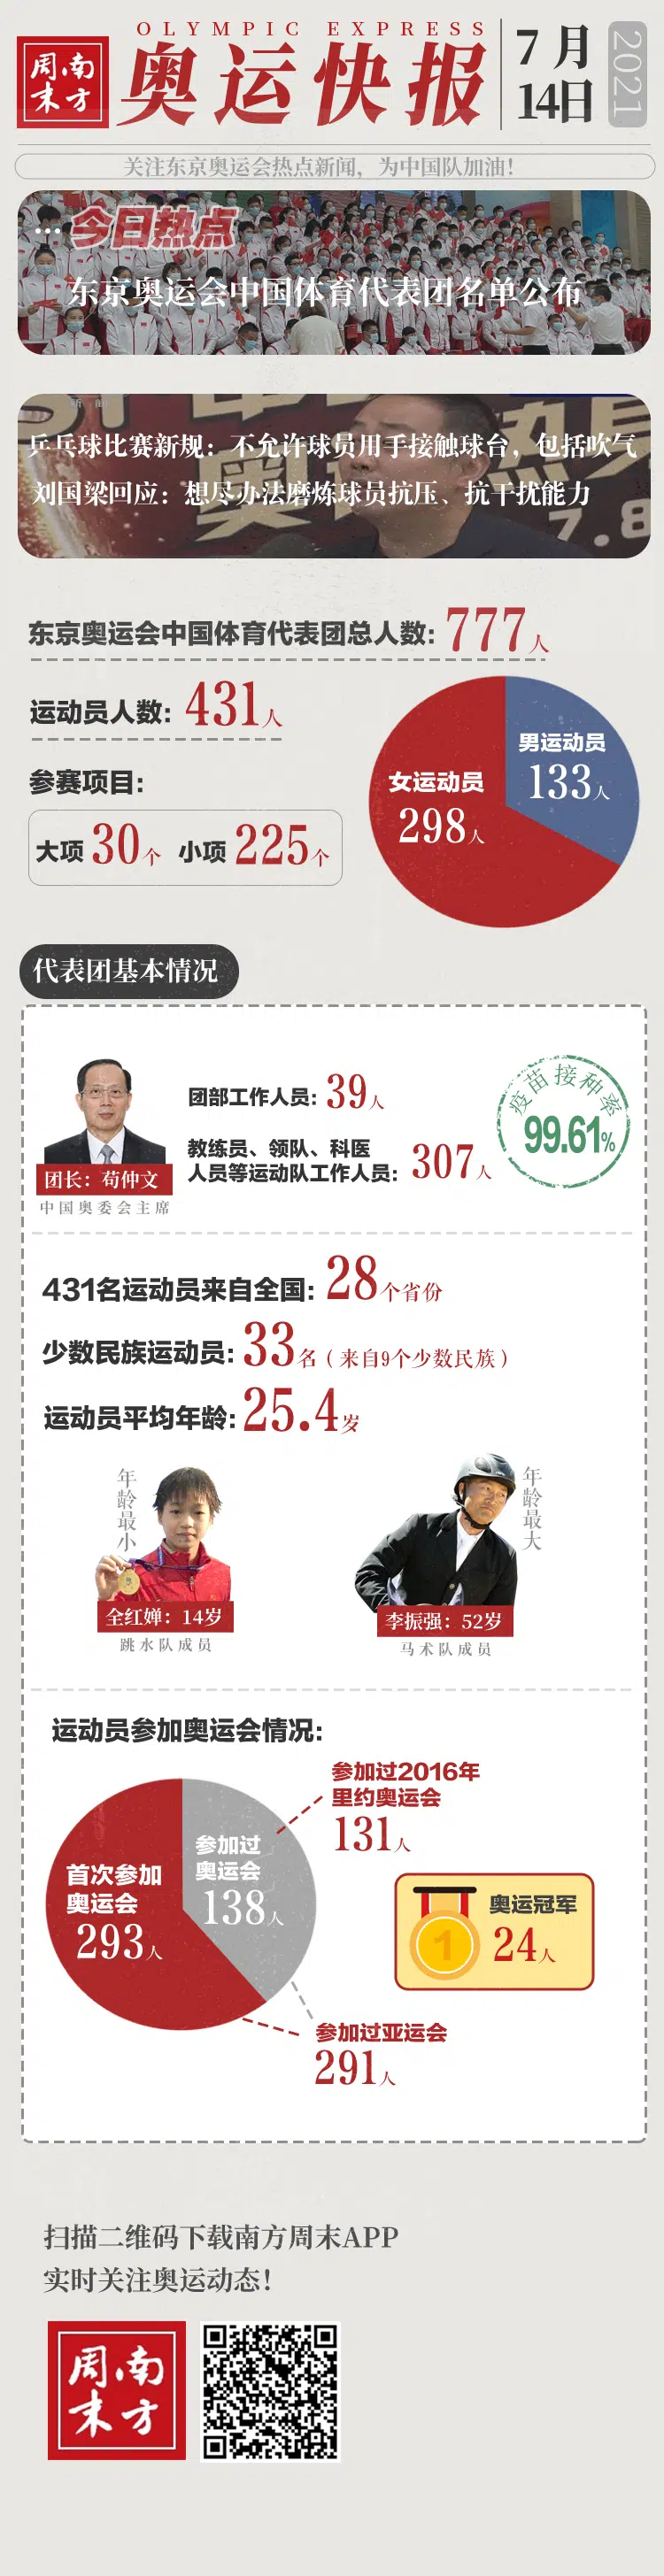 OLYMPIC EXPRESS
南方周末
奥运快报
7月
14日
2021
关注东京奥运会热点新闻，为中国队加油！
···今日热点
东京奥运会中国体育代表团名单公布
乒乓球比赛新规：不允许球员用手接触球台，包括吹气
刘国梁回应：想尽办法磨炼球员抗压、抗干扰能力
7.8
东京奥运会中国体育代表团总人数：777人
运动员人数：431人
参赛项目：
大项30个 小项225个
女运动员
298人
男运动员
133人
代表团基本情况
团长：苟仲文
中国奥委会主席
团部工作人员：39人
教练员、领队、科医
人员等运动队工作人员：307人
疫苗接种率
99.61%
431名运动员来自全国：28个省份
少数民族运动员：33名（来自9个少数民族）
运动员平均年龄：25.4岁
年龄最小
全红婵：14岁
跳水队成员
年龄最大
李振强：52岁
马术队成员
运动员参加奥运会情况：
首次参加
奥运会
293人
参加过
奥运会
138人
参加过2016年
里约奥运会
131人
1
奥运冠军
24人
参加过亚运会
291人
扫描二维码下载南方周末APP
实时关注奥运动态！
南方周末